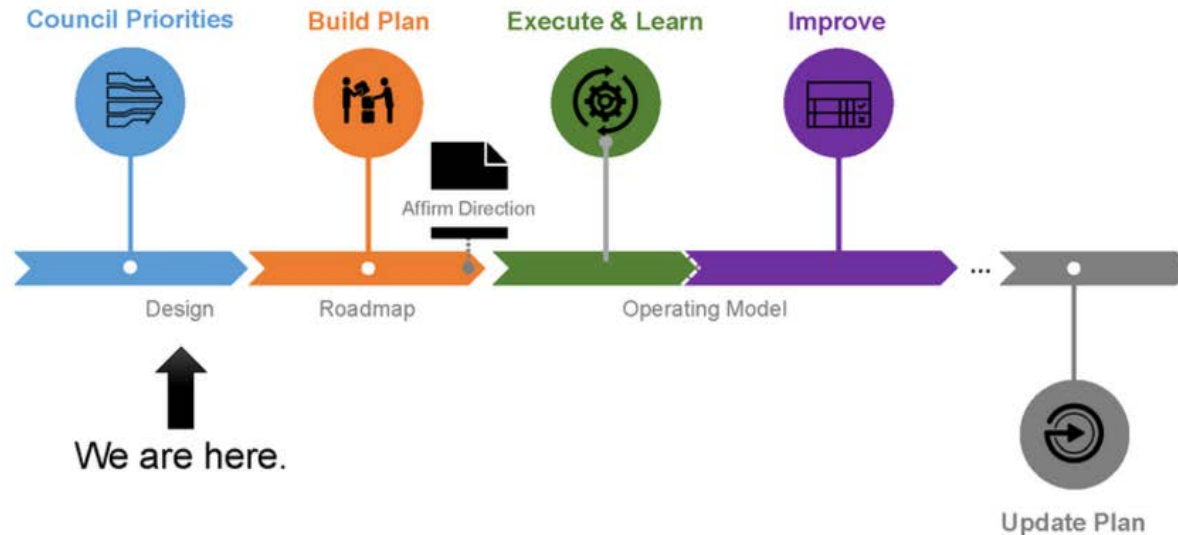 Council Priorities
Build Plan
Execute & Learn
Improve
Affirm Direction
...
Design
Roadmap
Operating Model
We are here.
Update Plan